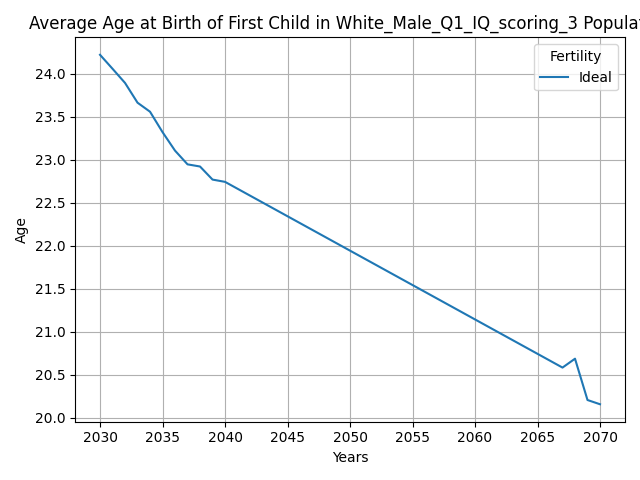 Average Age at Birth of First Child in White_Male_Q1_IQ_scoring_3
Fertility
Ideal
24.0
23.5
23.0
22.5
22.0
21.5
21.0
20.5
20.0
Age
2030 2035 2040 2045 2050 2055 2060 2065 2070
Years